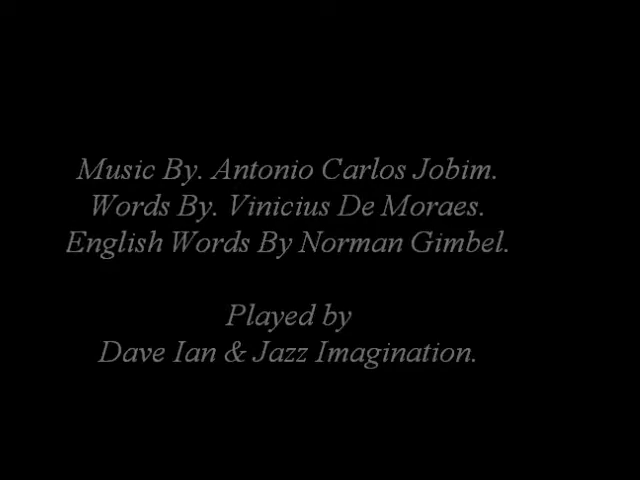 Music By. Antonio Carlos Jobim.
Words By. Vinicius De Moraes.
English Words By Norman Gimbel.
Played by
Dave Ian & Jazz Imagination.